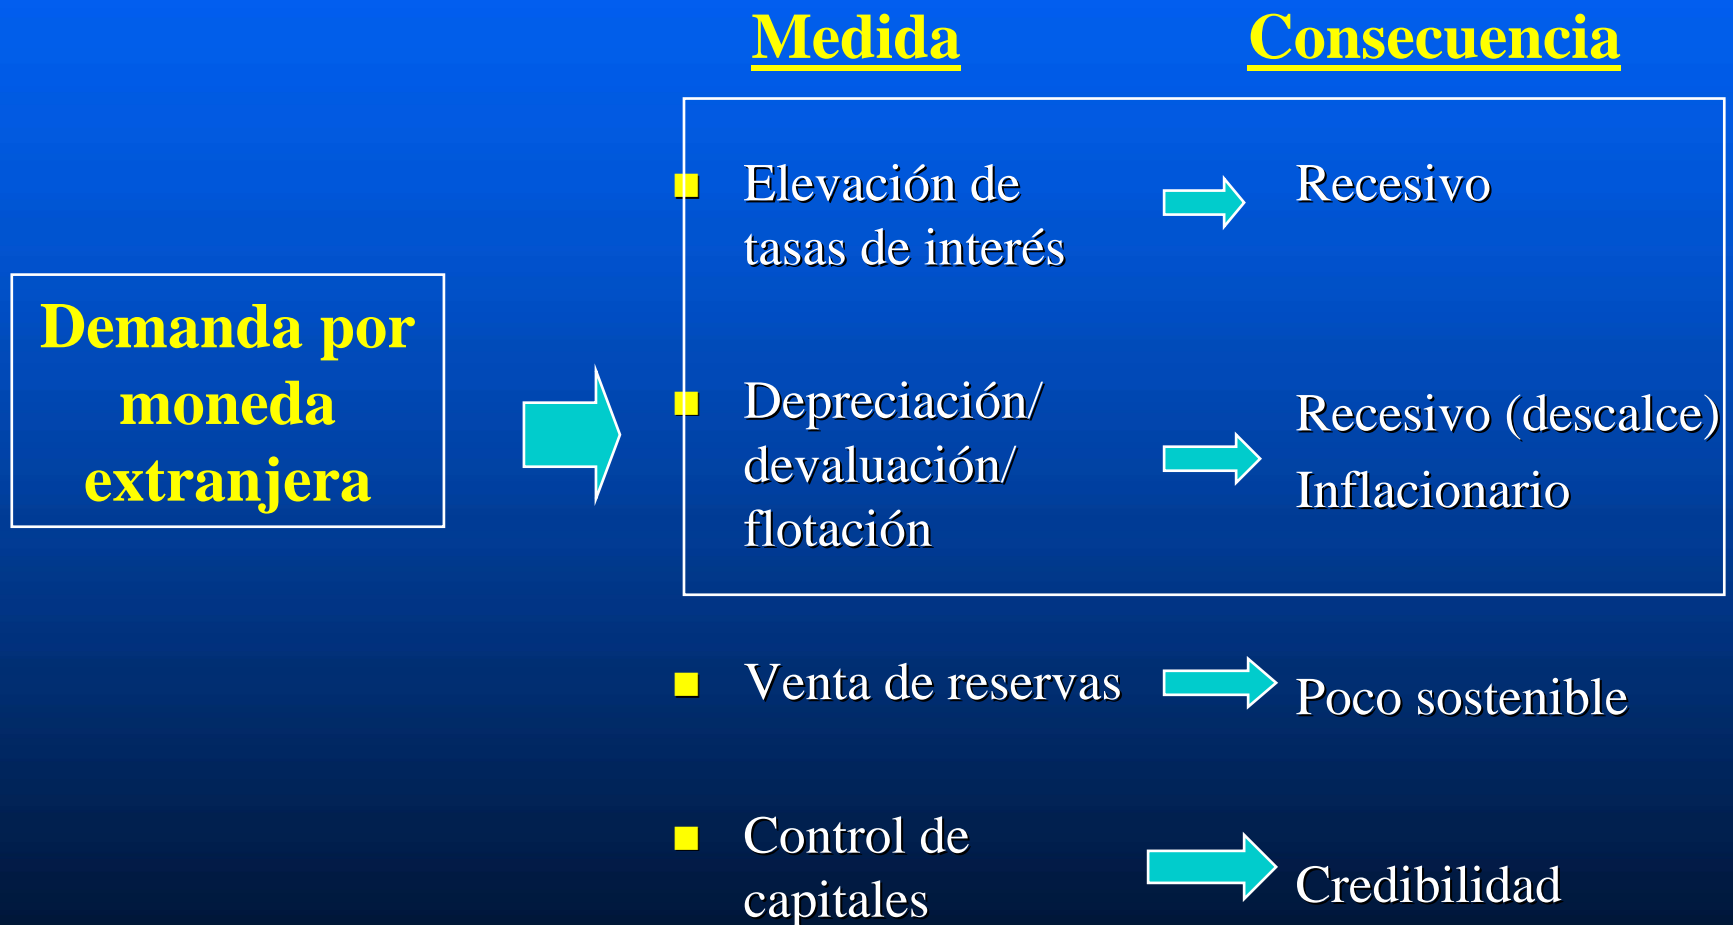 Medida
Consecuencia
Demanda por
moneda
extranjera
Elevación de
tasas de interés
Recesivo
Depreciación/
devaluación/
flotación
Recesivo (descalce)
Inflacionario
Venta de reservas
Poco sostenible
Control de
capitales
Credibilidad